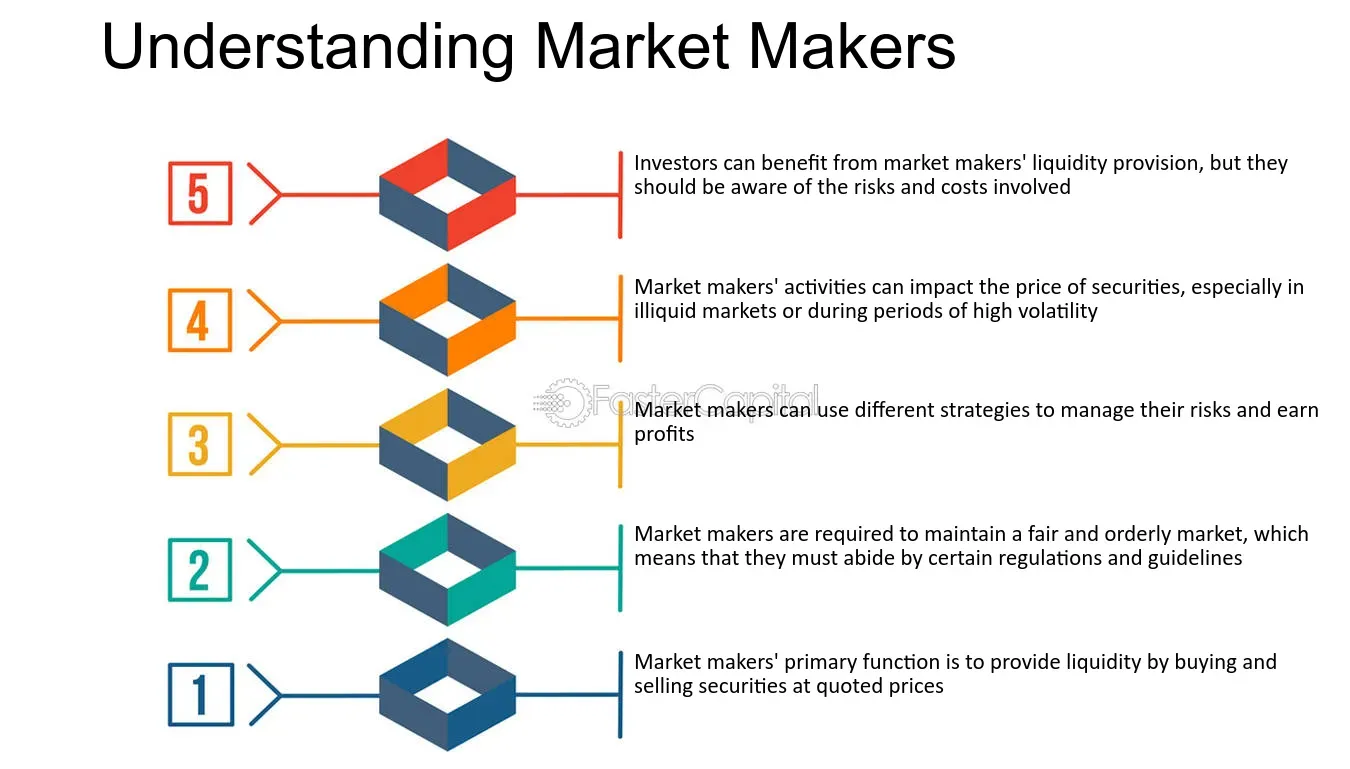 Understanding Market Makers
5
Investors can benefit from market makers' liquidity provision, but they
should be aware of the risks and costs involved
4
Market makers' activities can impact the price of securities, especially in
illiquid markets or during periods of high volatility
FasterCapital
3
Market makers can use different strategies to manage their risks and earn
profits
2
Market makers are required to maintain a fair and orderly market, which
means that they must abide by certain regulations and guidelines
1
Market makers' primary function is to provide liquidity by buying and
selling securities at quoted prices